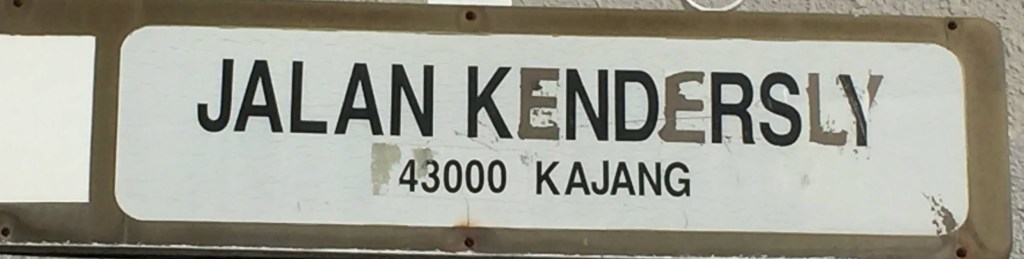 JALAN KENDERSLY
43000 KAJANG